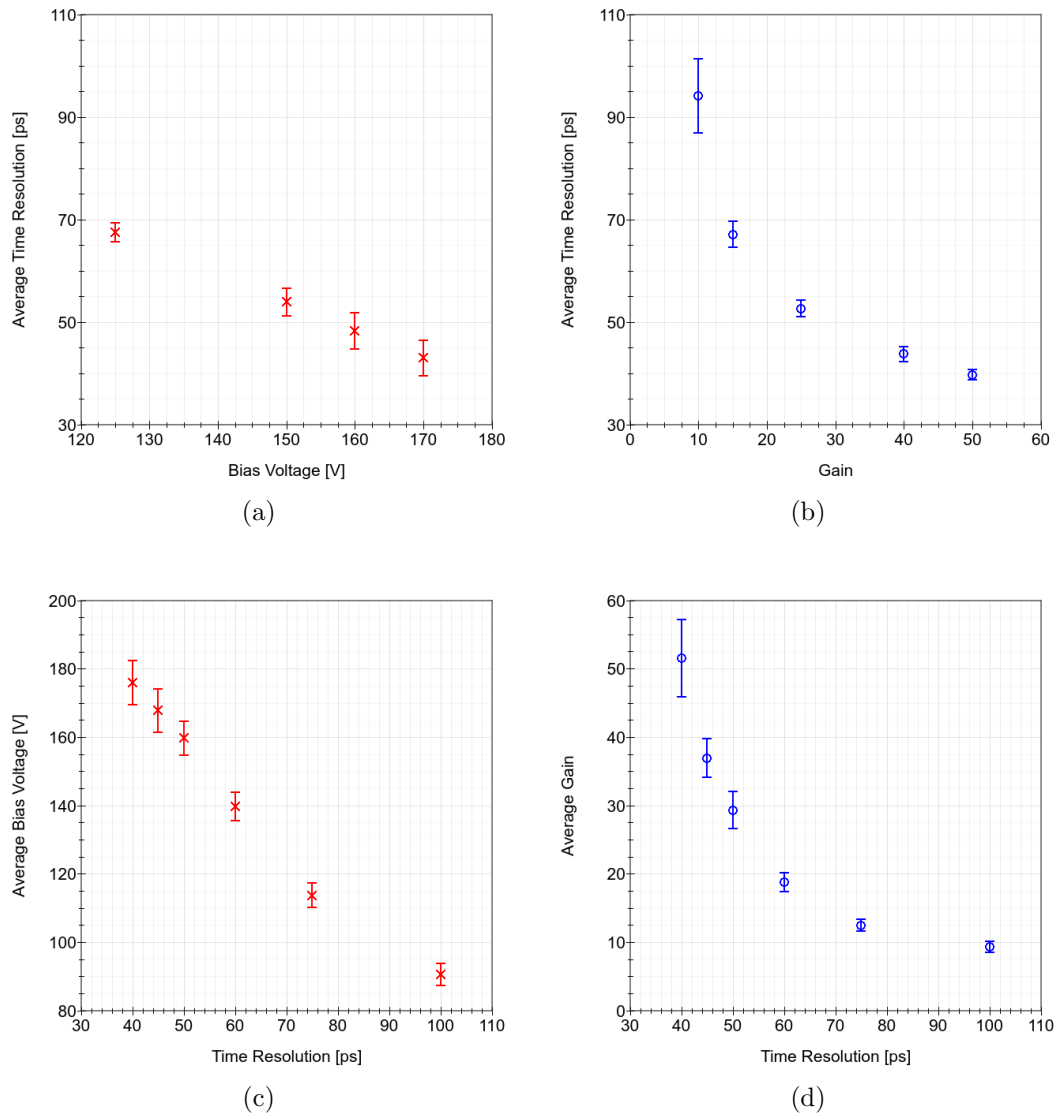 110
90
70
50
30
120 130 140 150 160 170 180
Average Time Resolution [ps]
Bias Voltage [V]
(a)
110
90
70
50
30
0 10 20 30 40 50 60
Average Time Resolution [ps]
Gain
(b)
200
180
160
140
120
100
80
30 40 50 60 70 80 90 100 110
Average Bias Voltage [V]
Time Resolution [ps]
(c)
60
50
40
30
20
10
0
30 40 50 60 70 80 90 100 110
Average Gain
Time Resolution [ps]
(d)